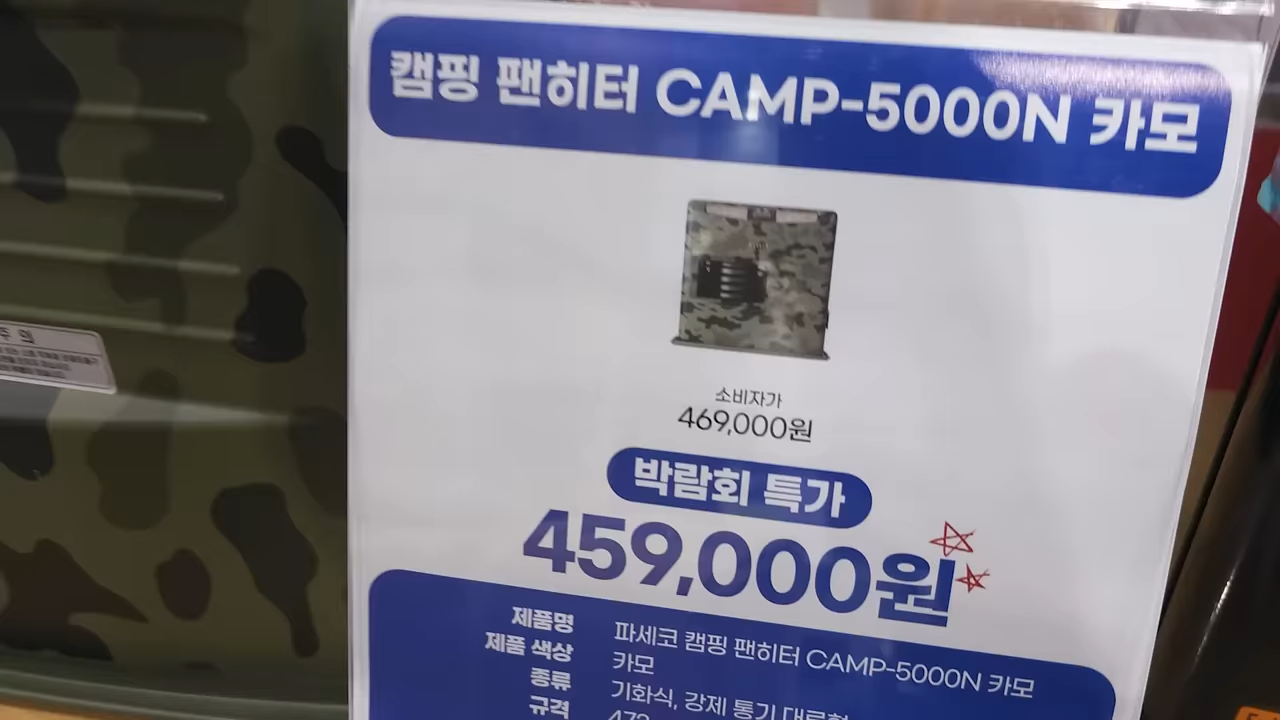 캠핑 팬히터 CAMP-5000N 카모
소비자가
469,000원
박람회 특가
459,000원
제품명 파세코 캠핑 팬히터 CAMP-5000N 카모
제품 색상 카모
종류 기화식, 강제 통기 대류형
규격
주 의